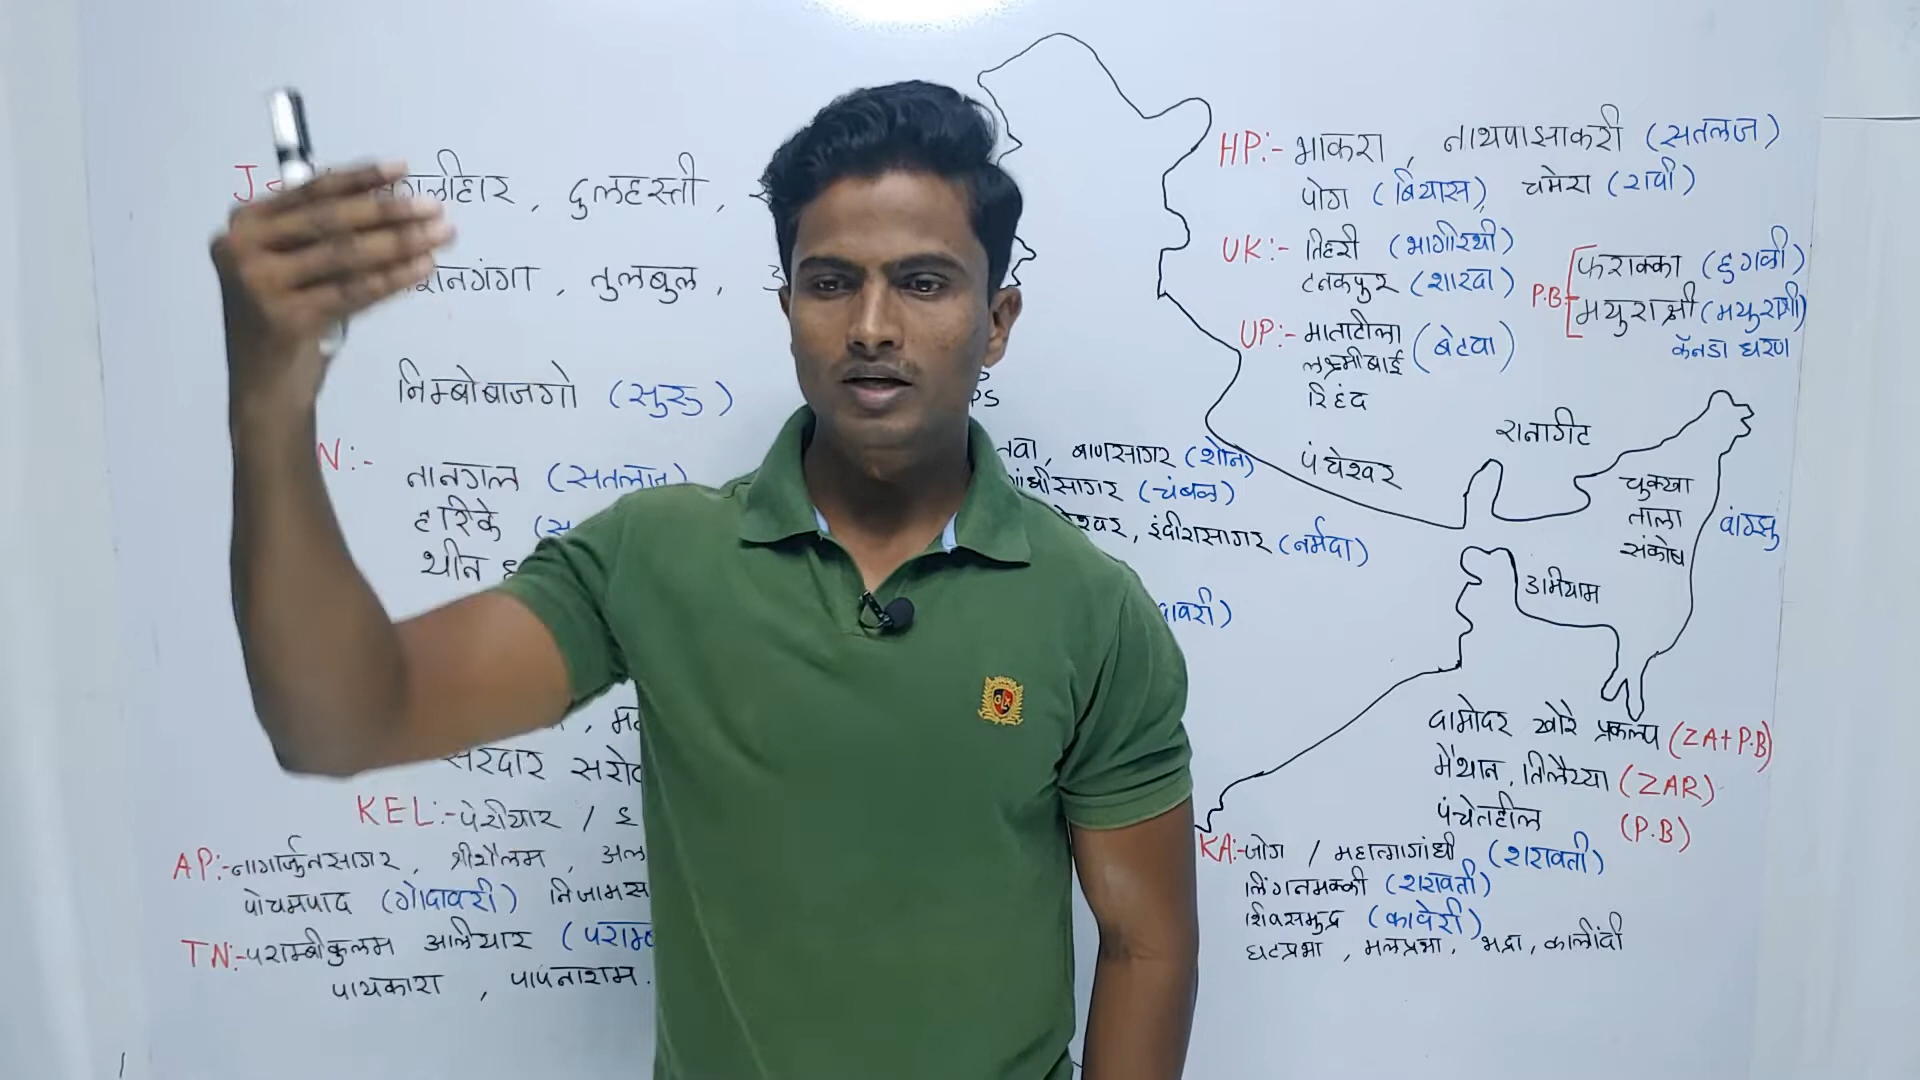 दुलहस्ती ,
तुलबुल ,
निम्बोबाजगो (सुरु)
N:-
नानगल (सतलज)
हरिके
थीन
सरदार सरो
KEL:-पेरीयार / इ
AP:-नागार्जुनसागर , श्रीशैलम , अल
पोचमपाद (गोदावरी) निजामस
TN:-पराम्बीकुलम आलियार (पराम्ब
पायकारा , पापनाशम.
तवा, बाणसागर (शोन)
गांधीसागर (चंबळ)
इंदीरासागर (नर्मदा)
दावरी)
HP:- भाकरा , नाथपाझाकरी (सतलज)
पोंग (बियास), चमेरा (रावी)
UK:- तिहरी (भागीरथी)
टनकपुर (शारदा)
P.B:- फराक्का (हुगळी)
मयुराक्षी (मयुराक्षी)
कॅनडा धरण
UP:- माताटीला
लक्ष्मीबाई (बेटवा)
रिहंद
पंचेश्वर
रानागीट
चुक्खा
ताला
संकोष
वांग्चु
उमियाम
दामोदर खोरे प्रकल्प (ZA+P.B)
मैथान, तिलैय्या (ZAR)
पंचेतहील (P.B)
KA:-जोग / महात्मागांधी (शरावती)
लिंगनमक्की (शरावती)
शिवसमुद्र (कावेरी)
घटप्रभा , मलप्रभा, भद्रा, कालींदी